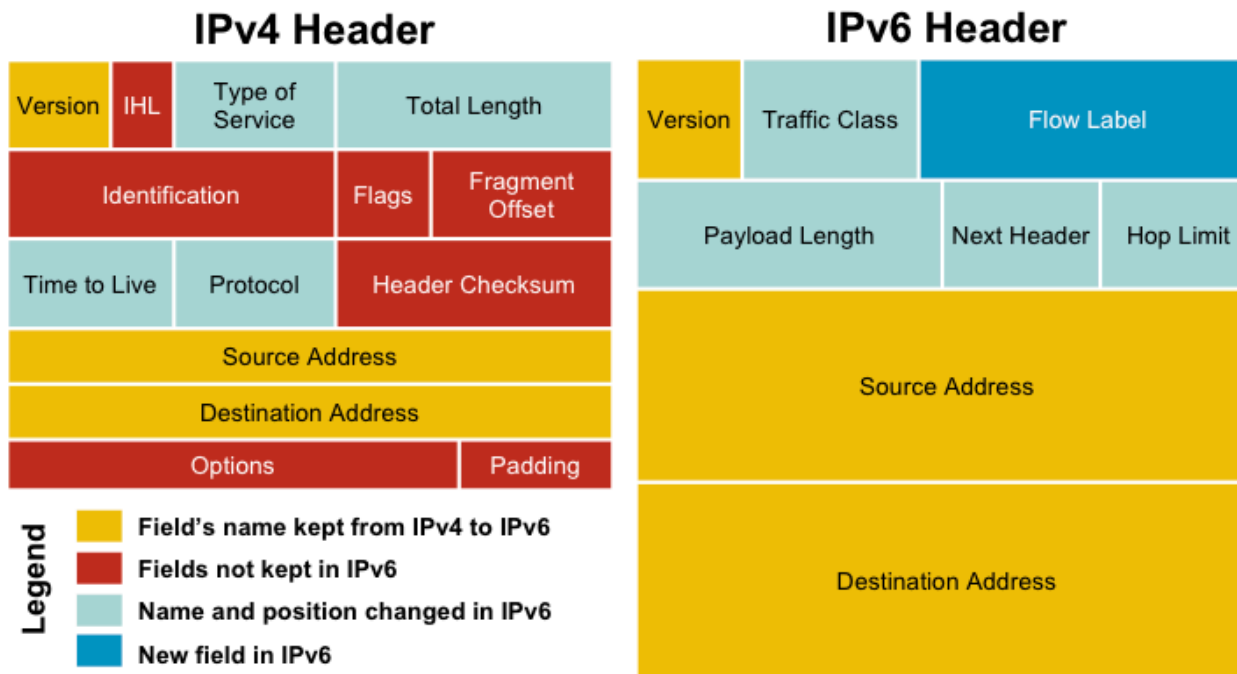 IPv4 Header
Version IHL Type of Service Total Length
Identification Flags Fragment Offset
Time to Live Protocol Header Checksum
Source Address
Destination Address
Options Padding
IPv6 Header
Version Traffic Class Flow Label
Payload Length Next Header Hop Limit
Source Address
Destination Address
Legend
Field's name kept from IPv4 to IPv6
Fields not kept in IPv6
Name and position changed in IPv6
New field in IPv6